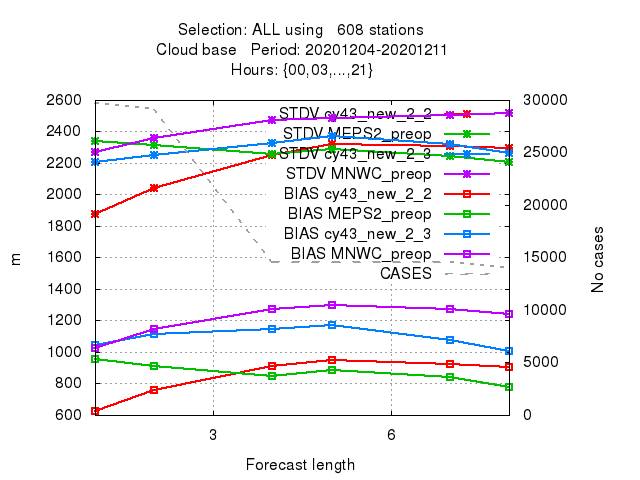 Selection: ALL using   608 stations
Cloud base   Period: 20201204-20201211
Hours: {00,03,...,21}
2600
2400
2200
2000
1800
1600
1400
1200
1000
800
600
m
30000
25000
20000
15000
10000
5000
0
No cases
STDV cy43_new_2_2
STDV MEPS2_preop
STDV cy43_new_2_3
STDV MNWC_preop
BIAS cy43_new_2_2
BIAS MEPS2_preop
BIAS cy43_new_2_3
BIAS MNWC_preop
CASES
3 6
Forecast length